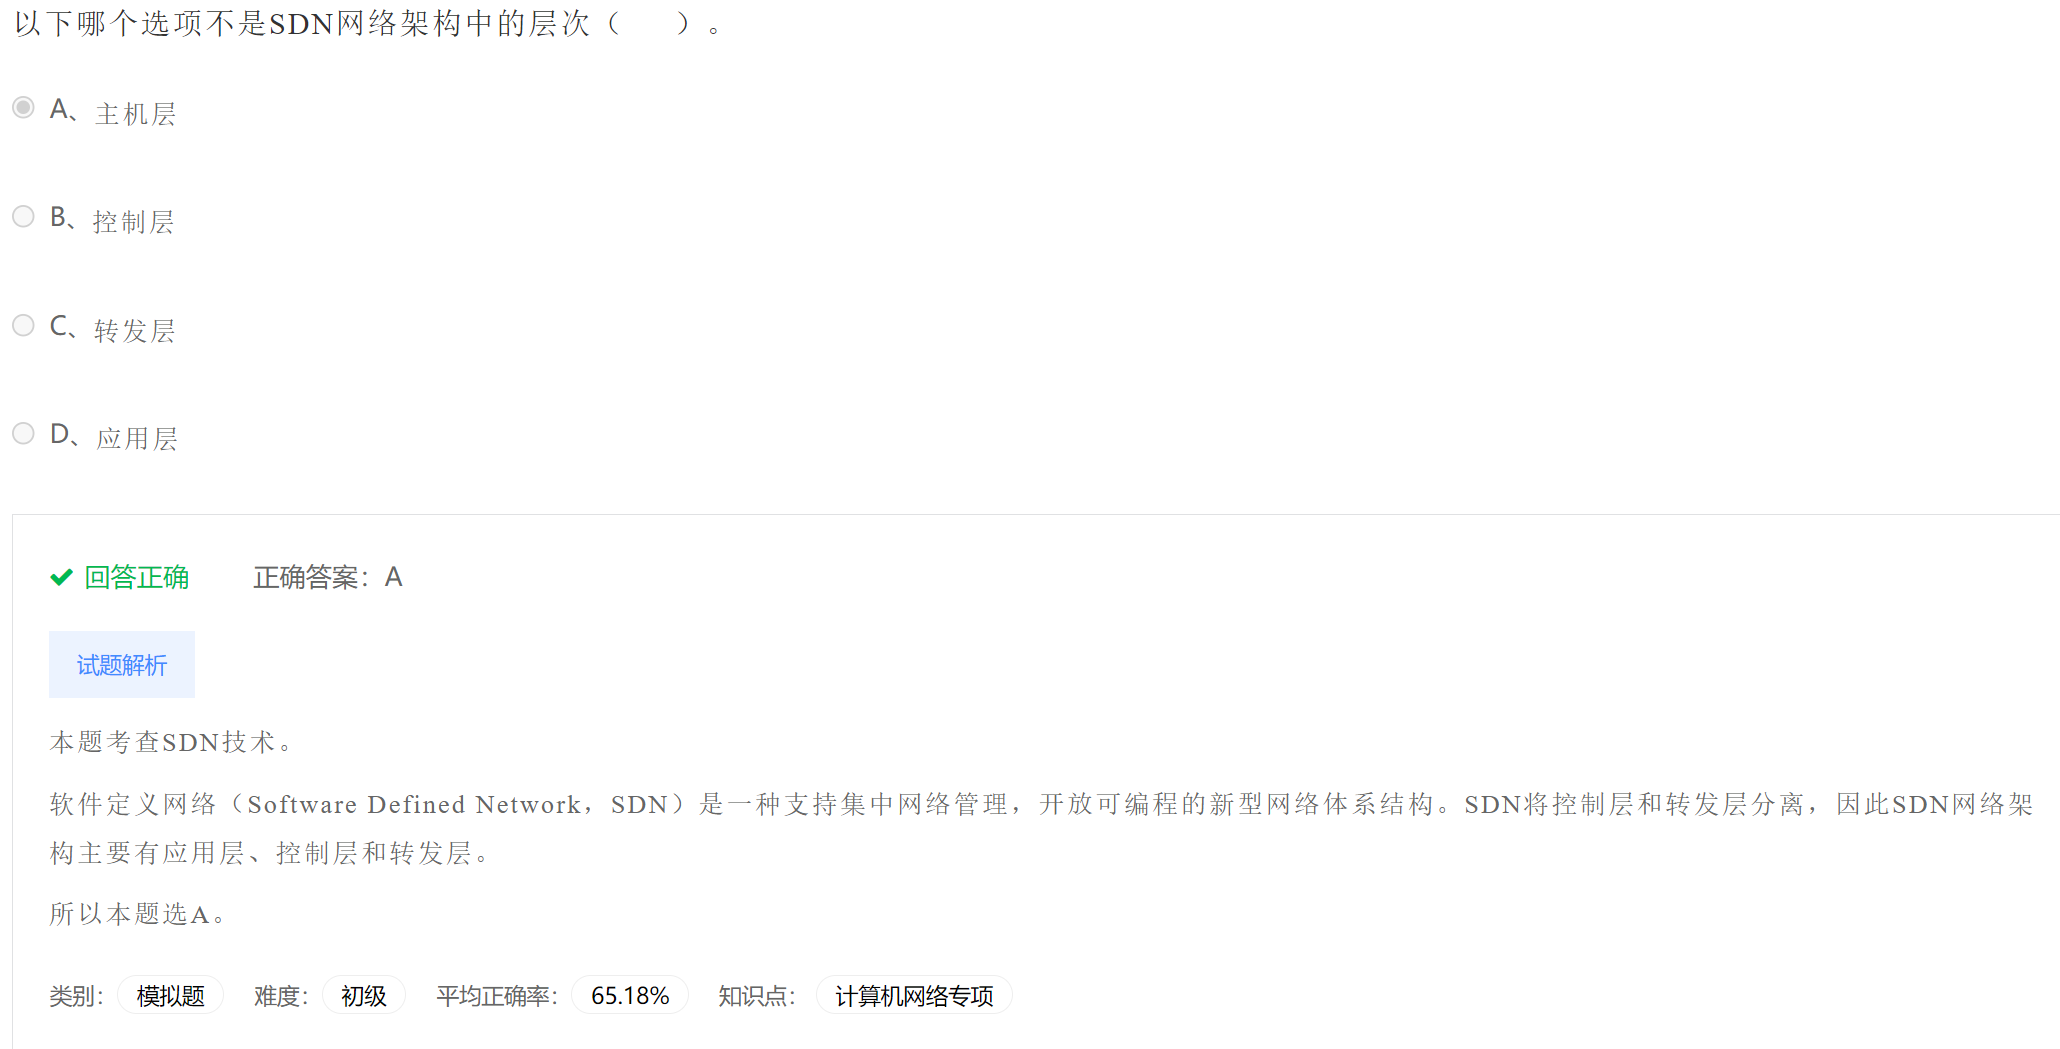 以下哪个选项不是SDN网络架构中的层次（　　）。
A、主机层
B、控制层
C、转发层
D、应用层
回答正确 正确答案：A
试题解析
本题考查SDN技术。
软件定义网络（Software Defined Network，SDN）是一种支持集中网络管理，开放可编程的新型网络体系结构。SDN将控制层和转发层分离，因此SDN网络架
构主要有应用层、控制层和转发层。
所以本题选A。
类别： 模拟题 难度： 初级 平均正确率： 65.18% 知识点： 计算机网络专项